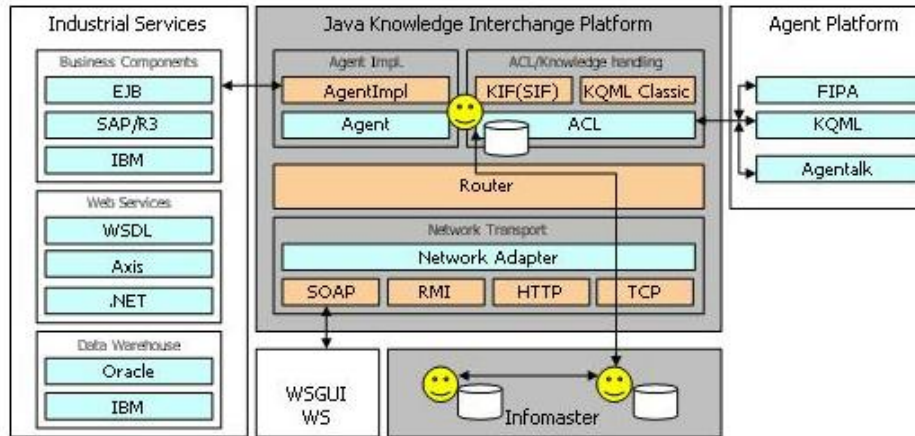 Industrial Services
Business Components
EJB
SAP/R3
IBM
Web Services
WSDL
Axis
.NET
Data Warehouse
Oracle
IBM
Java Knowledge Interchange Platform
Agent Impl.
AgentImpl
Agent
ACL/Knowledge handling
KIF(SIF)
KQML Classic
ACL
Router
Network Transport
Network Adapter
SOAP
RMI
HTTP
TCP
WSGUI
WS
Infomaster
Agent Platform
FIPA
KQML
Agentalk